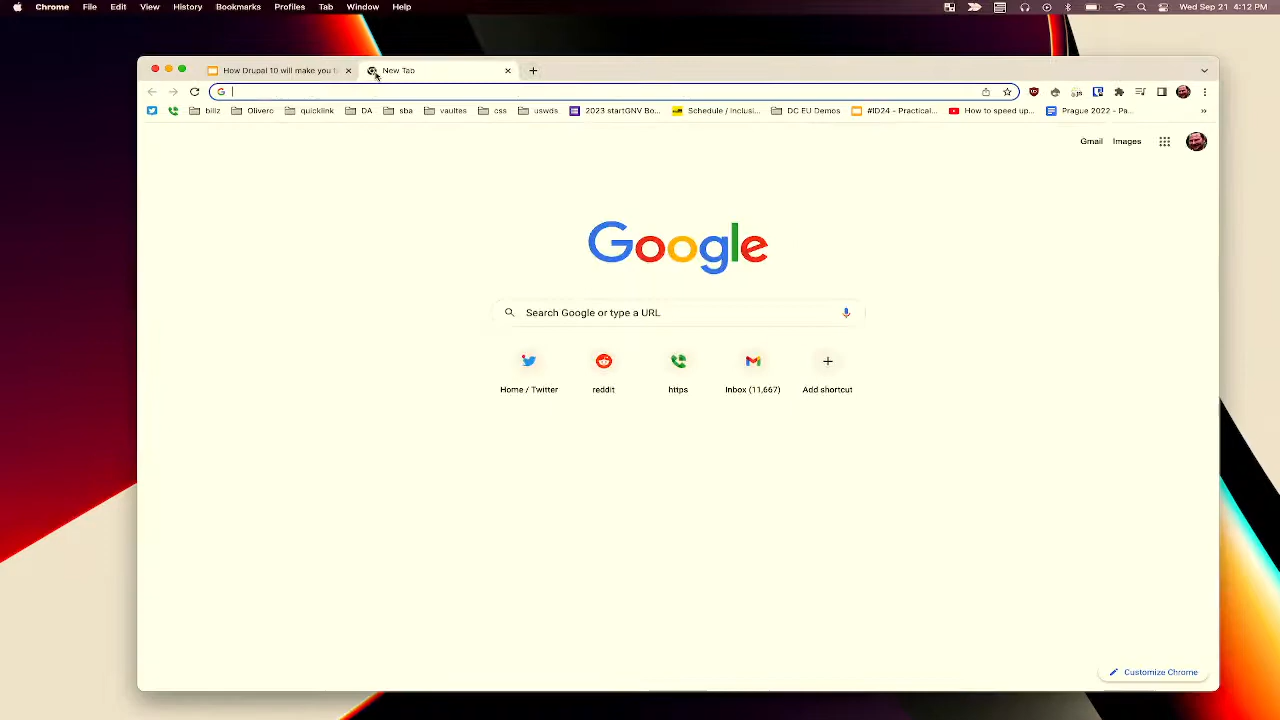 Chrome File Edit View History Bookmarks Profiles Tab Window Help Wed Sep 21 4:12 PM
How Drupal 10 will make you New Tab
billz Olivero quicklink DA sba vaultes css uswds 2023 startGNV Bo... Schedule / Inclusi... DC EU Demos #ID24 - Practical... How to speed up... Prague 2022 - Pa... »
Gmail Images
Google
Search Google or type a URL
Home / Twitter reddit https Inbox (11,667) Add shortcut
Customize Chrome